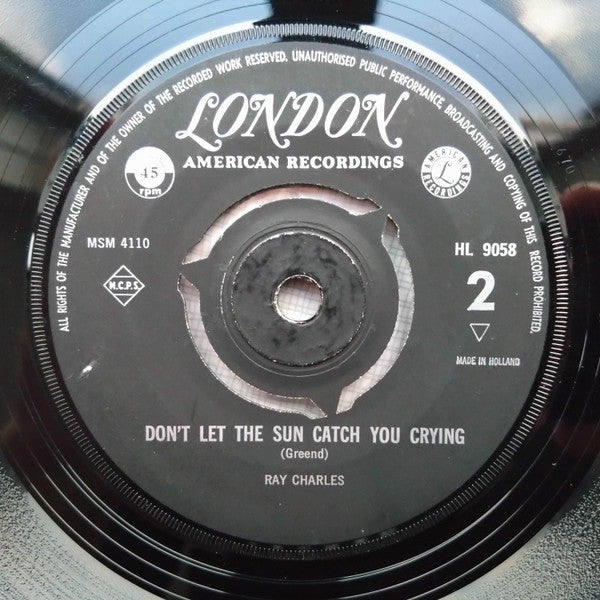 ALL RIGHTS OF THE MANUFACTURER AND OF THE OWNER OF THE RECORDED WORK RESERVED. UNAUTHORISED PUBLIC PERFORMANCE, BROADCASTING AND COPYING OF THIS RECORD PROHIBITED.
LONDON
AMERICAN RECORDINGS
45
rpm
AMERICAN
L
RECORDINGS
MSM 4110
HL 9058
M.C.P.S.
2
MADE IN HOLLAND
DON'T LET THE SUN CATCH YOU CRYING
(Greend)
RAY CHARLES
670